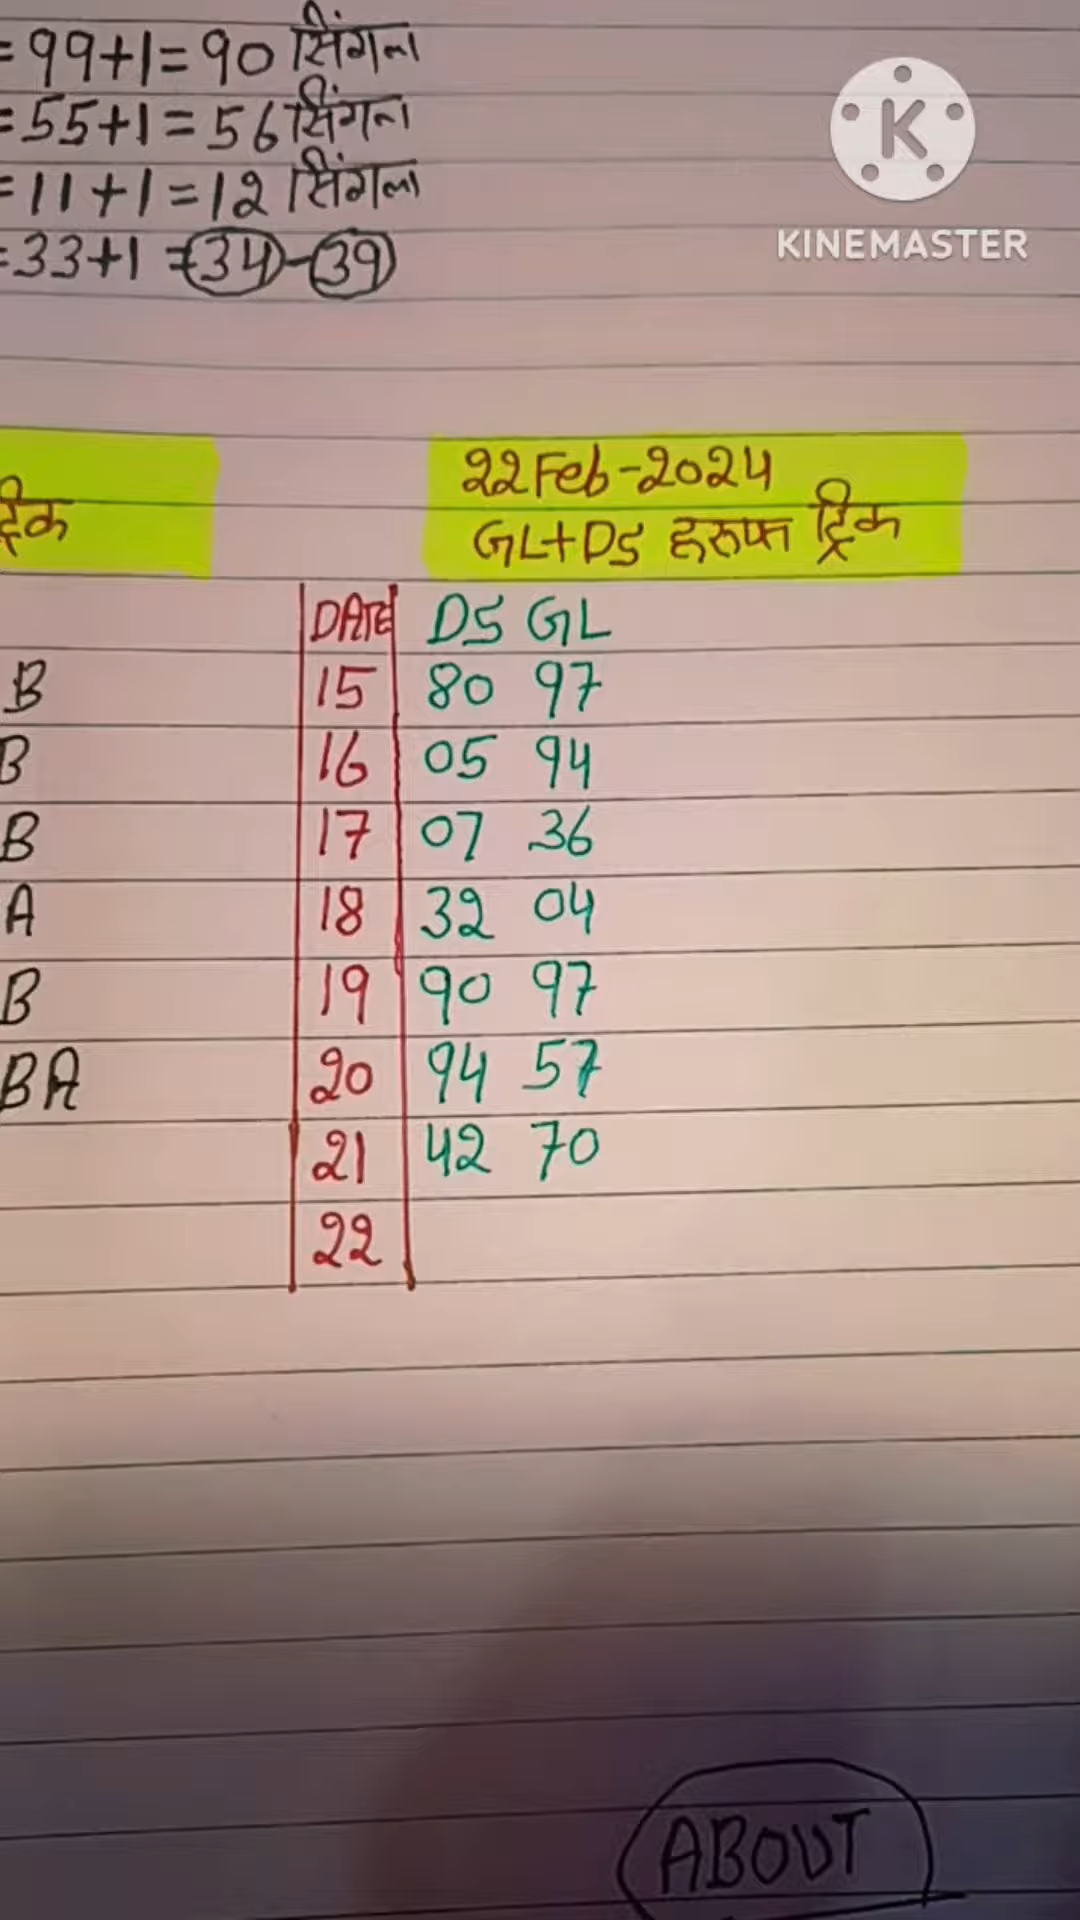 =99+1=90 सिंगल
=55+1=56 सिंगल
=11+1=12 सिंगल
=33+1=34-39
K
KINEMASTER
ट्रिक
22Feb-2024
GL+DS हरूफ ट्रिक
DATE DS GL
B 15 80 97
B 16 05 94
B 17 07 36
A 18 32 04
B 19 90 97
BA 20 94 57
21 42 70
22
ABOUT